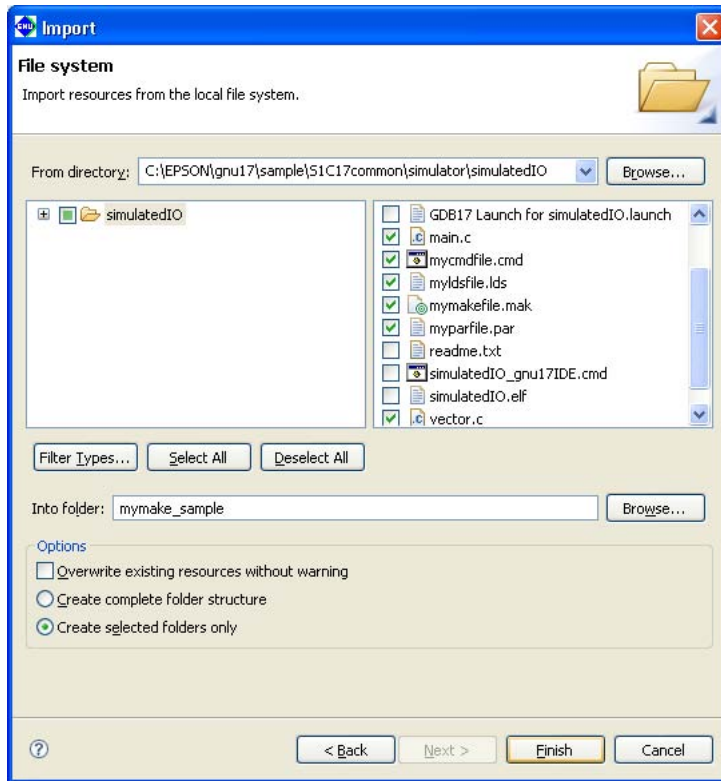 GNU Import
File system
Import resources from the local file system.
From directory: C:\EPSON\gnu17\sample\S1C17common\simulator\simulatedIO Browse...
simulatedIO
GDB17 Launch for simulatedIO.launch
main.c
mycmdfile.cmd
myldsfile.lds
mymakefile.mak
myparfile.par
readme.txt
simulatedIO_gnu17IDE.cmd
simulatedIO.elf
vector.c
Filter Types... Select All Deselect All
Into folder: mymake_sample Browse...
Options
Overwrite existing resources without warning
Create complete folder structure
Create selected folders only
? < Back Next > Finish Cancel